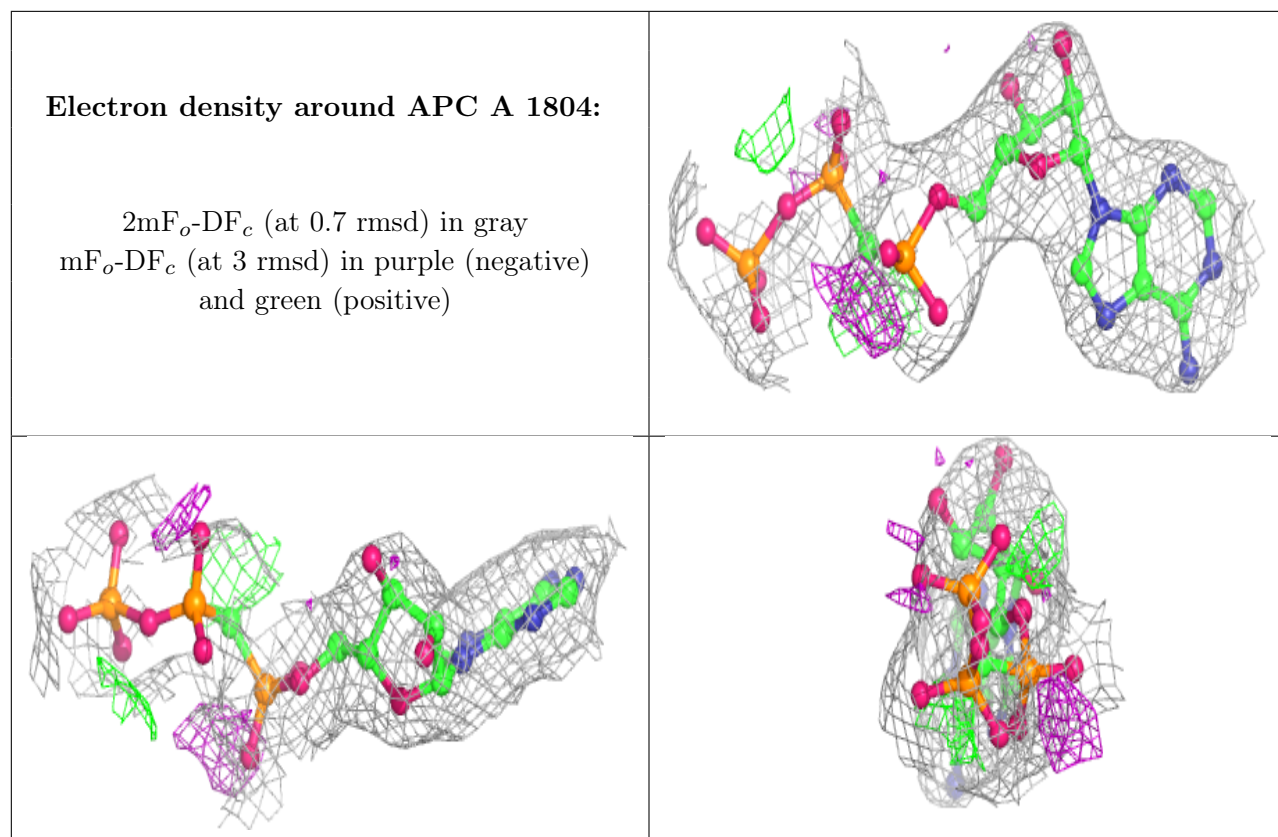 Electron density around APC A 1804:
2mFₒ-DF𝒸 (at 0.7 rmsd) in gray
mFₒ-DF𝒸 (at 3 rmsd) in purple (negative)
and green (positive)